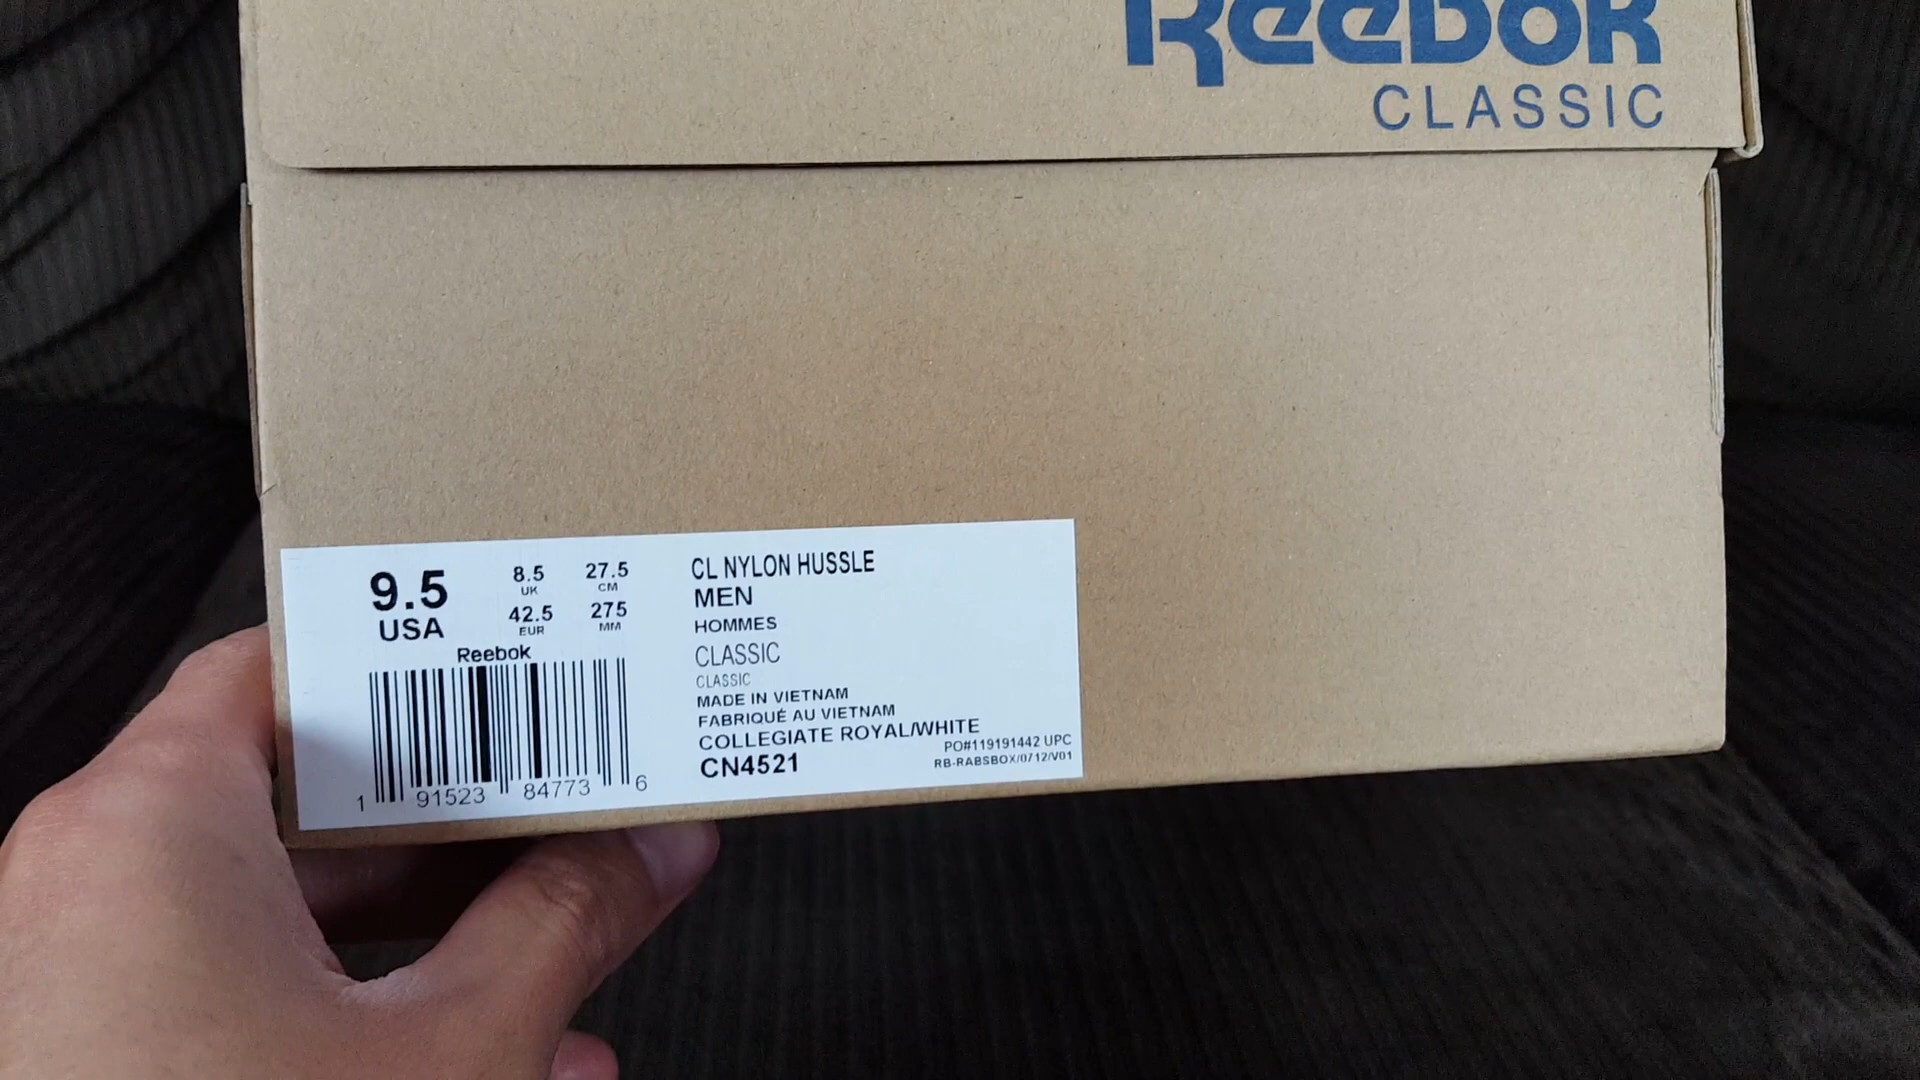 Reebok
CLASSIC
9.5
USA
8.5
UK
27.5
CM
42.5
EUR
275
MM
Reebok
1 91523 84773 6
CL NYLON HUSSLE
MEN
HOMMES
CLASSIC
CLASSIC
MADE IN VIETNAM
FABRIQUÉ AU VIETNAM
COLLEGIATE ROYAL/WHITE
CN4521
PO#119191442 UPC
RB-RABSBOX/0712/V01